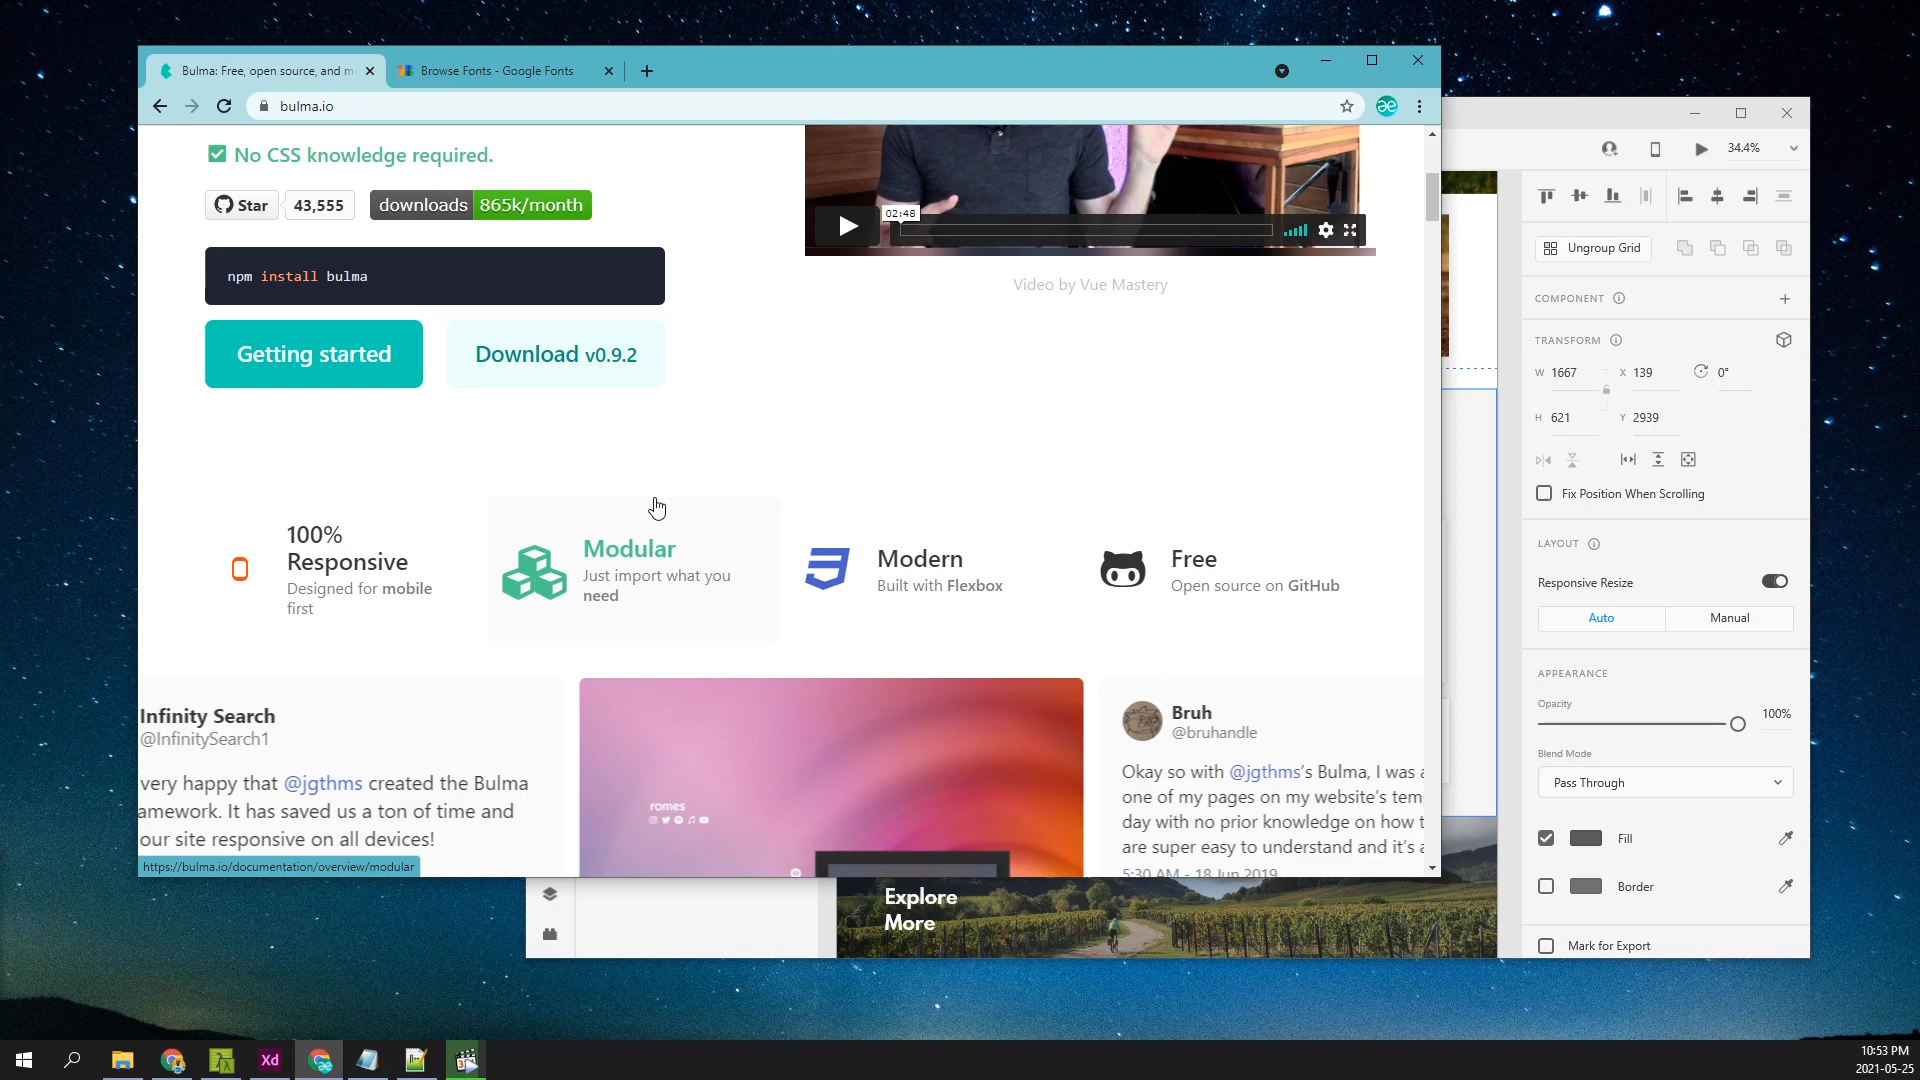 Bulma: Free, open source, and m
Browse Fonts - Google Fonts
bulma.io
No CSS knowledge required.
Star
43,555
downloads 865k/month
npm install bulma
Getting started
Download v0.9.2
02:48
Video by Vue Mastery
100%
Responsive
Designed for mobile
first
Modular
Just import what you
need
Modern
Built with Flexbox
Free
Open source on GitHub
Infinity Search
@InfinitySearch1
very happy that @jgthms created the Bulma
amework. It has saved us a ton of time and
our site responsive on all devices!
romes
Bruh
@bruhandle
Okay so with @jgthms's Bulma, I was
one of my pages on my website's tem
day with no prior knowledge on how t
are super easy to understand and it's
5:30 AM - 18 Jun 2019
https://bulma.io/documentation/overview/modular
Explore
More
34.4%
Ungroup Grid
COMPONENT
TRANSFORM
W 1667
X 139
0°
H 621
Y 2939
Fix Position When Scrolling
LAYOUT
Responsive Resize
Auto
Manual
APPEARANCE
Opacity
100%
Blend Mode
Pass Through
Fill
Border
Mark for Export
Xd
10:53 PM
2021-05-25